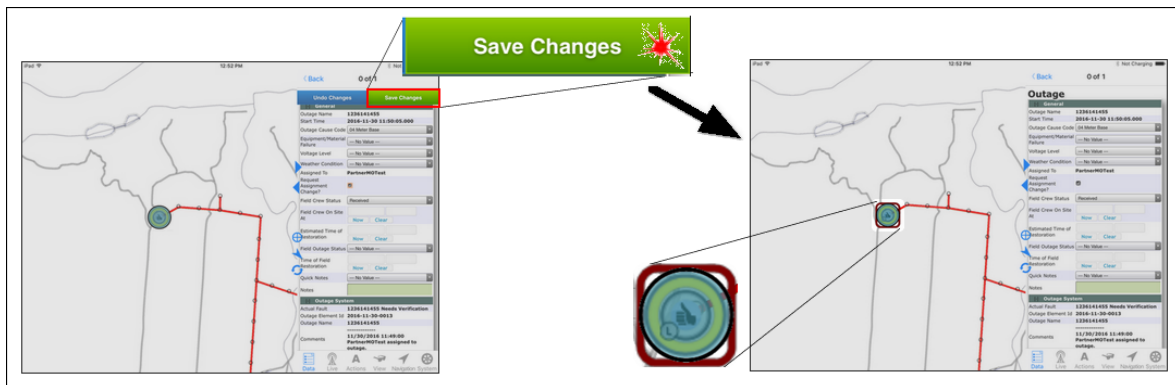 Save Changes
iPad 12:52 PM Not
Back 0 of 1
Undo Changes Save Changes
General
Outage Name 1236141455
Start Time 2016-11-30 11:50:05.000
Outage Cause Code 04 Meter Base
Equipment/Material Failure --- No Value ---
Voltage Level --- No Value ---
Weather Condition --- No Value ---
Assigned To PartnerMOTest
Request
Assignment
Change?
Field Crew Status Received
Field Crew On Site
At Now Clear
Estimated Time of
Restoration Now Clear
Field Outage Status --- No Value ---
Time of Field
Restoration Now Clear
Quick Notes --- No Value ---
Notes
Outage System
Actual Fault 1236141455 Needs Verification
Outage Element Id 2016-11-30-0013
Outage Name 1236141455
------------
Comments 11/30/2016 11:49:00
PartnerMOTest assigned to
outage.
Data Live Actions View Navigation System
iPad 12:52 PM Not Charging
Back 0 of 1
Outage
General
Outage Name 1236141455
Start Time 2016-11-30 11:50:05.000
Outage Cause Code 04 Meter Base
Equipment/Material
Failure --- No Value ---
Voltage Level --- No Value ---
Weather Condition --- No Value ---
Assigned To PartnerMOTest
Request
Assignment
Change?
Field Crew Status Received
Field Crew On Site
At Now Clear
Estimated Time of
Restoration Now Clear
Field Outage Status --- No Value ---
Time of Field
Restoration Now Clear
Quick Notes --- No Value ---
Notes
Outage System
Actual Fault 1236141455 Needs Verification
Outage Element Id 2016-11-30-0013
Outage Name 1236141455
------------
Comments 11/30/2016 11:49:00
PartnerMOTest assigned to
outage.
Data Live Actions View Navigation System